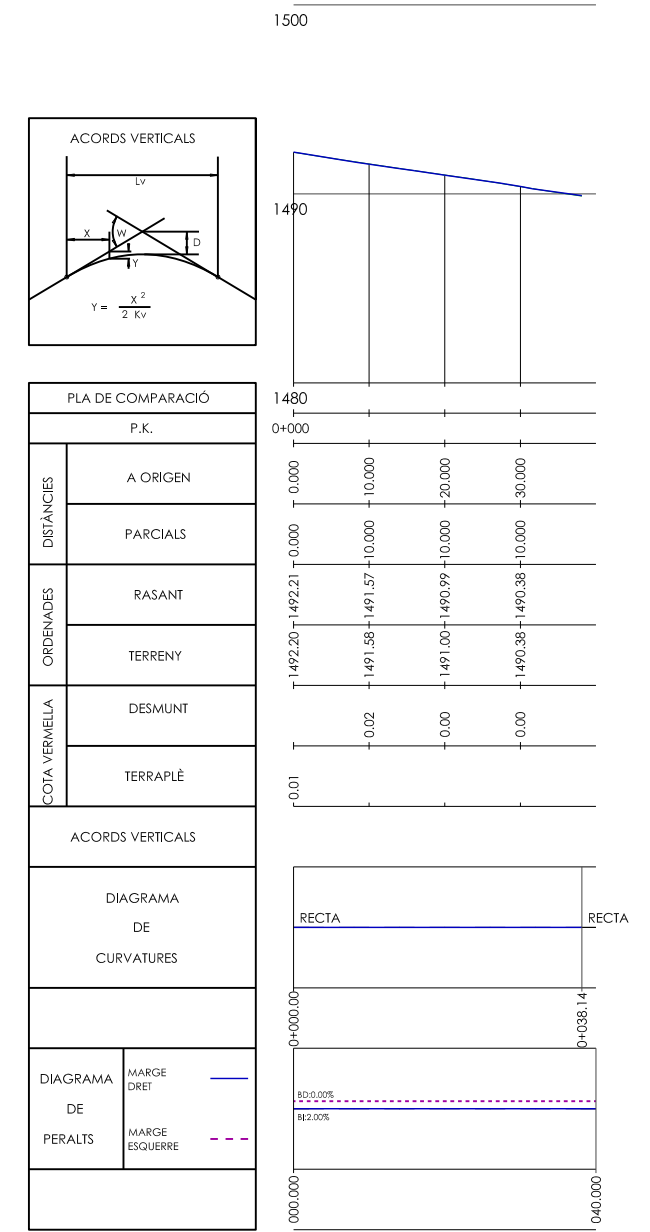 1500
ACORDS VERTICALS
Lv
X
W
D
Y
Y = X 2
2 Kv
1490
PLA DE COMPARACIÓ
1480
P.K.
0+000
DISTÀNCIES
A ORIGEN
0.000
10.000
20.000
30.000
PARCIALS
0.000
10.000
10.000
10.000
ORDENADES
RASANT
1492.21
1491.57
1490.99
1490.38
TERRENY
1492.20
1491.58
1491.00
1490.38
COTA VERMELLA
DESMUNT
0.02
0.00
0.00
TERRAPLÈ
0.01
ACORDS VERTICALS
DIAGRAMA
DE
CURVATURES
RECTA
RECTA
0+000.00
0+038.14
DIAGRAMA
DE
PERALTS
MARGE
DRET
MARGE
ESQUERRE
BD:0.00%
BI:2.00%
000.000
040.000